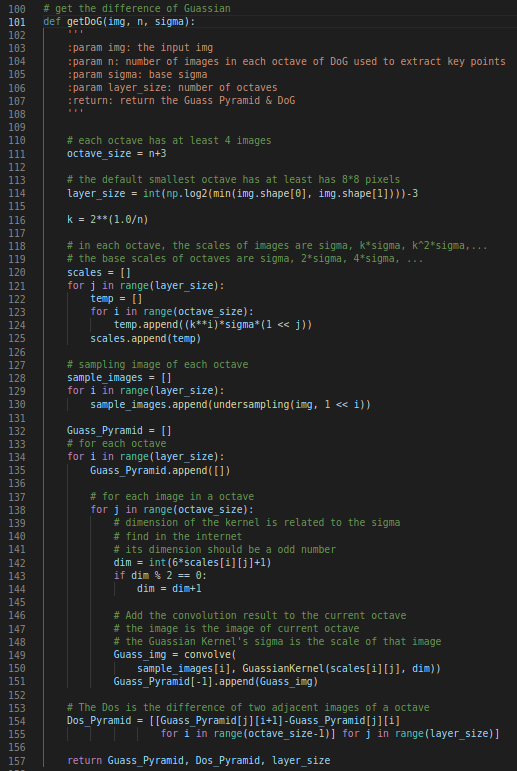 100 # get the difference of Guassian
101 def getDoG(img, n, sigma):
102 '''
103 :param img: the input img
104 :param n: number of images in each octave of DoG used to extract key points
105 :param sigma: base sigma
106 :param layer_size: number of octaves
107 :return: return the Guass Pyramid & DoG
108 '''
109
110 # each octave has at least 4 images
111 octave_size = n+3
112
113 # the default smallest octave has at least has 8*8 pixels
114 layer_size = int(np.log2(min(img.shape[0], img.shape[1])))-3
115
116 k = 2**(1.0/n)
117
118 # in each octave, the scales of images are sigma, k*sigma, k^2*sigma,...
119 # the base scales of octaves are sigma, 2*sigma, 4*sigma, ...
120 scales = []
121 for j in range(layer_size):
122 temp = []
123 for i in range(octave_size):
124 temp.append((k**i)*sigma*(1 << j))
125 scales.append(temp)
126
127 # sampling image of each octave
128 sample_images = []
129 for i in range(layer_size):
130 sample_images.append(undersampling(img, 1 << i))
131
132 Guass_Pyramid = []
133 # for each octave
134 for i in range(layer_size):
135 Guass_Pyramid.append([])
136
137 # for each image in a octave
138 for j in range(octave_size):
139 # dimension of the kernel is related to the sigma
140 # find in the internet
141 # its dimension should be a odd number
142 dim = int(6*scales[i][j]+1)
143 if dim % 2 == 0:
144 dim = dim+1
145
146 # Add the convolution result to the current octave
147 # the image is the image of current octave
148 # the Guassian Kernel's sigma is the scale of that image
149 Guass_img = convolve(
150 sample_images[i], GuassianKernel(scales[i][j], dim))
151 Guass_Pyramid[-1].append(Guass_img)
152
153 # The Dos is the difference of two adjacent images of a octave
154 Dos_Pyramid = [[Guass_Pyramid[j][i+1]-Guass_Pyramid[j][i]
155 for i in range(octave_size-1)] for j in range(layer_size)]
156
157 return Guass_Pyramid, Dos_Pyramid, layer_size